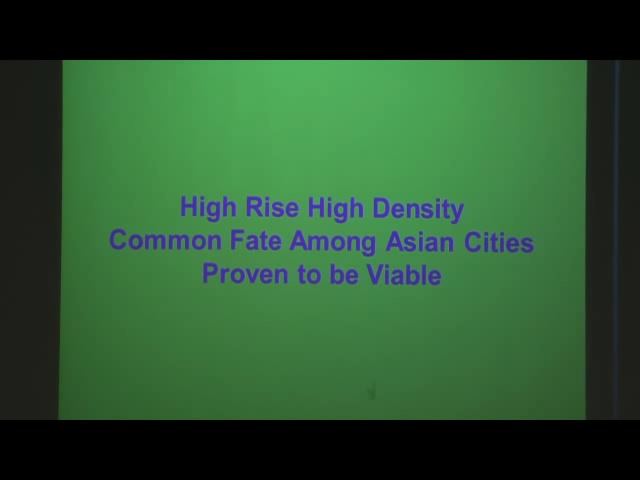 High Rise High Density
Common Fate Among Asian Cities
Proven to be Viable